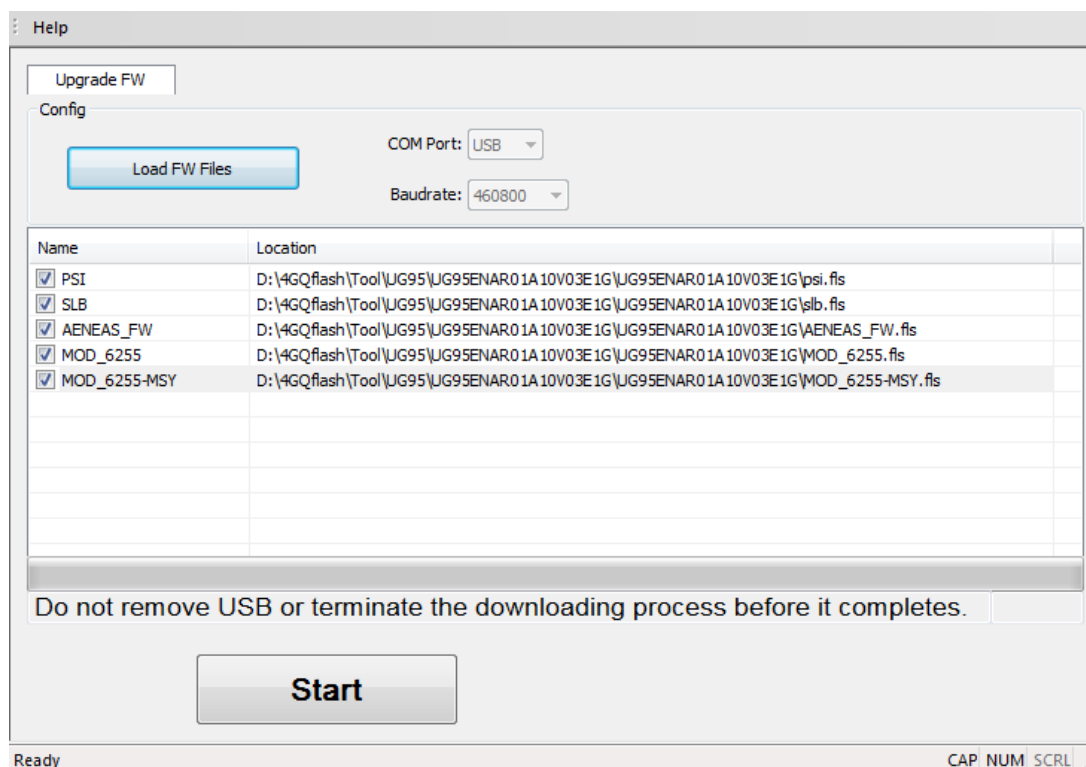 Help
Upgrade FW
Config
Load FW Files
COM Port: USB
Baudrate: 460800
Name Location
PSI D:\4GQflash\Tool\UG95\UG95ENAR01A10V03E1G\UG95ENAR01A10V03E1G\psi.fls
SLB D:\4GQflash\Tool\UG95\UG95ENAR01A10V03E1G\UG95ENAR01A10V03E1G\slb.fls
AENEAS_FW D:\4GQflash\Tool\UG95\UG95ENAR01A10V03E1G\UG95ENAR01A10V03E1G\AENEAS_FW.fls
MOD_6255 D:\4GQflash\Tool\UG95\UG95ENAR01A10V03E1G\UG95ENAR01A10V03E1G\MOD_6255.fls
MOD_6255-MSY D:\4GQflash\Tool\UG95\UG95ENAR01A10V03E1G\UG95ENAR01A10V03E1G\MOD_6255-MSY.fls
Do not remove USB or terminate the downloading process before it completes.
Start
Ready CAP NUM SCRL